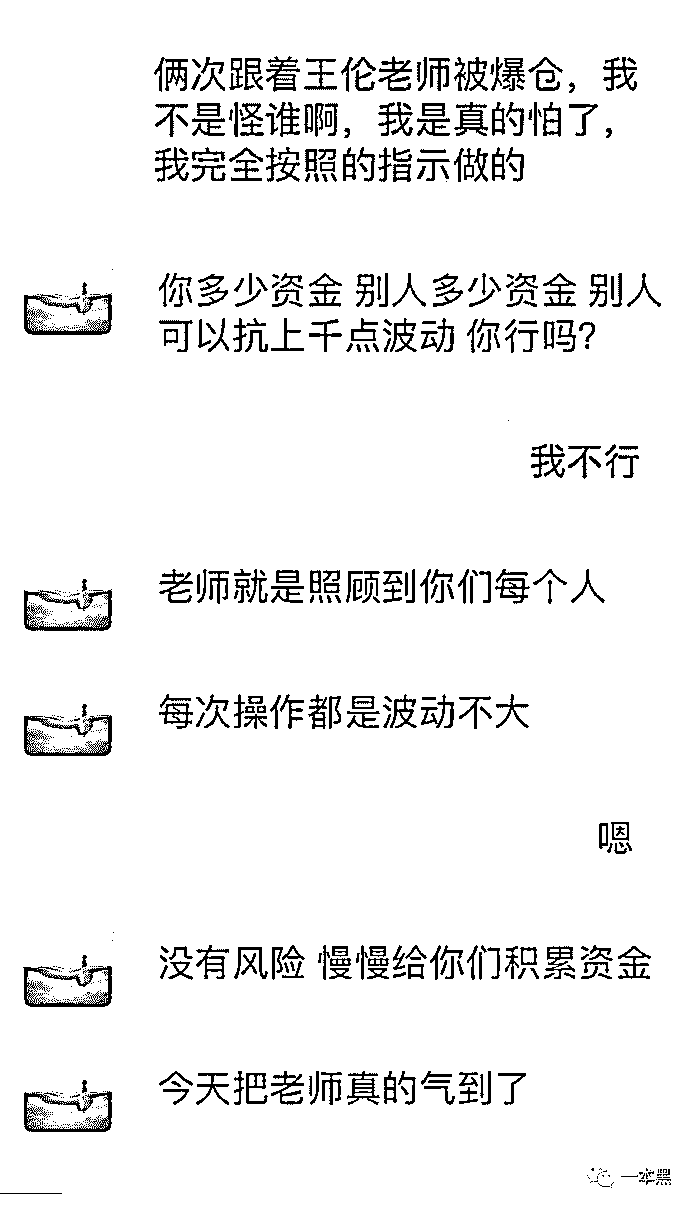 俩次跟着王伦老师被爆仓，我
不是怪谁啊，我是真的怕了，
我完全按照的指示做的
你多少资金 别人多少资金 别人
可以抗上千点波动 你行吗？
我不行
老师就是照顾到你们每个人
每次操作都是波动不大
嗯
没有风险 慢慢给你们积累资金
今天把老师真的气到了
一本黑